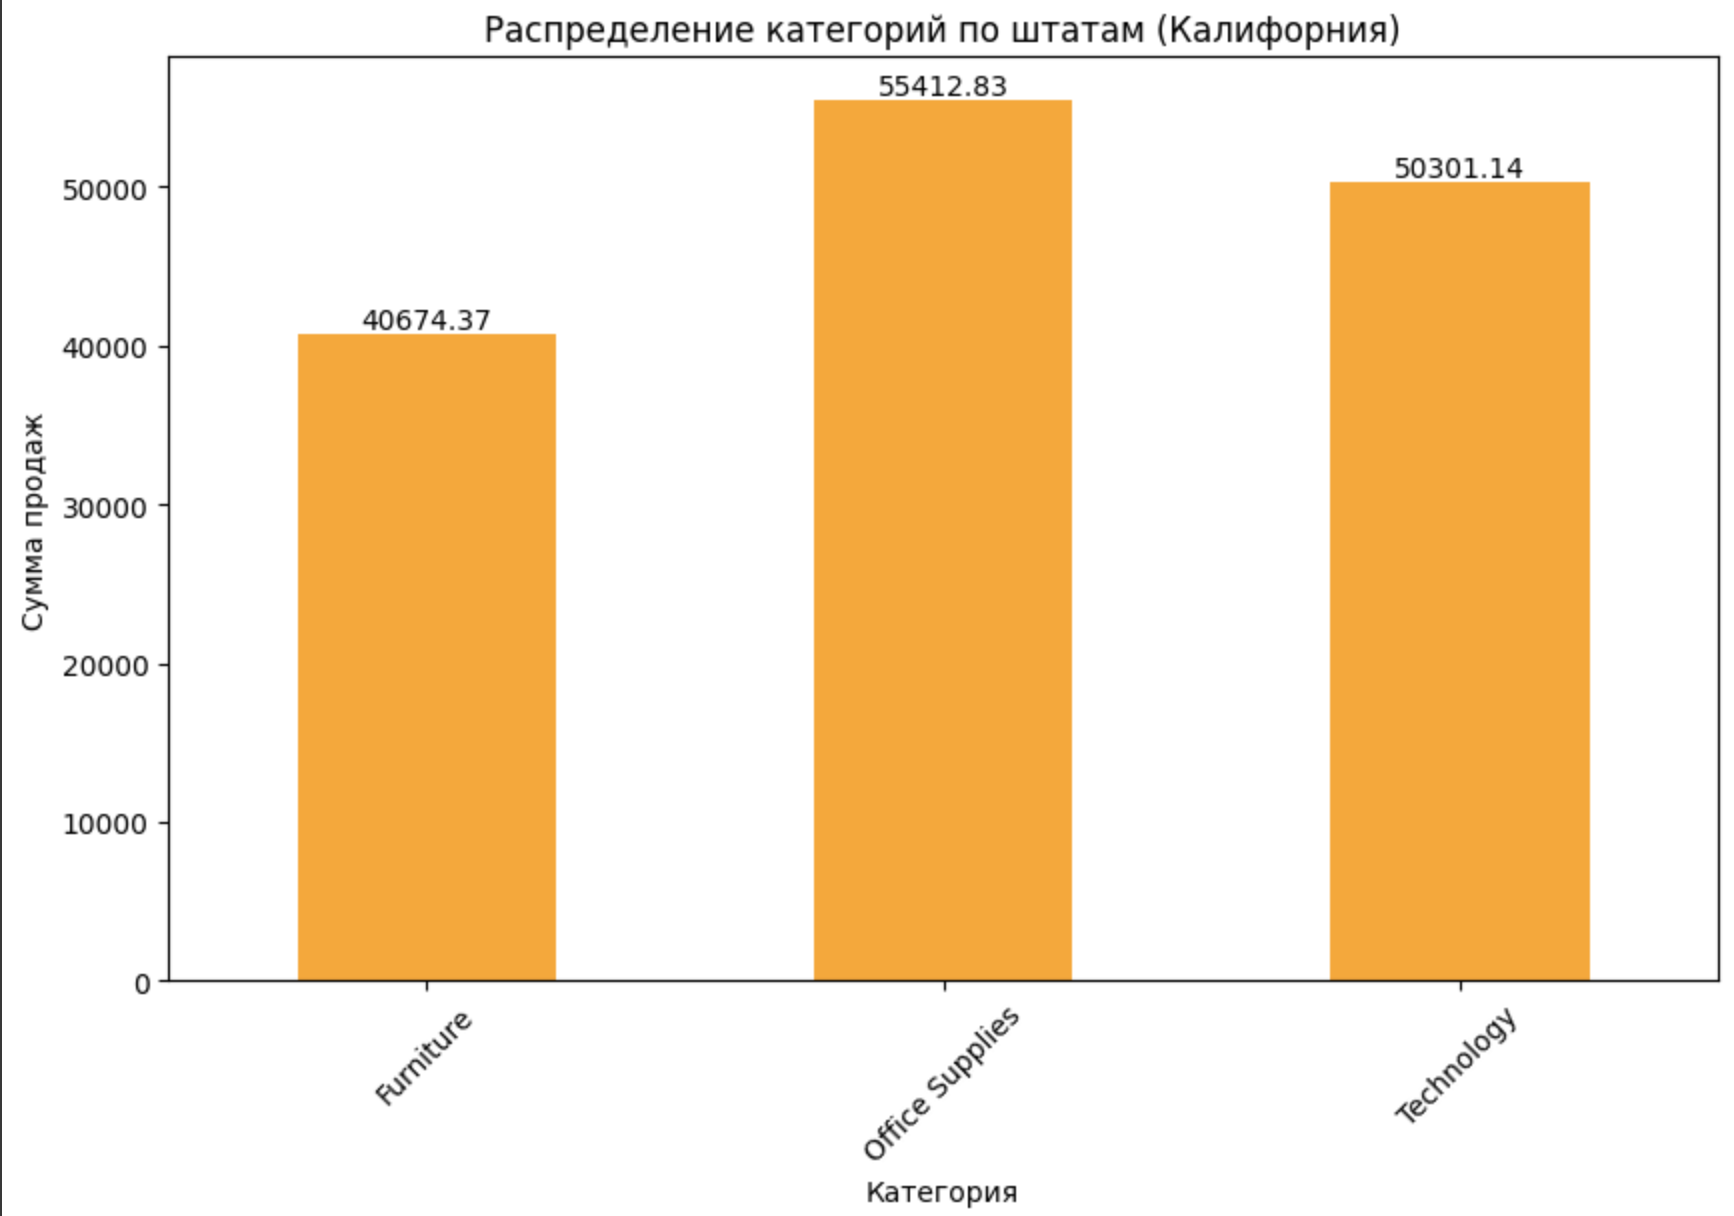 Распределение категорий по штатам (Калифорния)
55412.83
50301.14
40674.37
50000
40000
30000
20000
10000
0
Сумма продаж
Furniture
Office Supplies
Technology
Категория